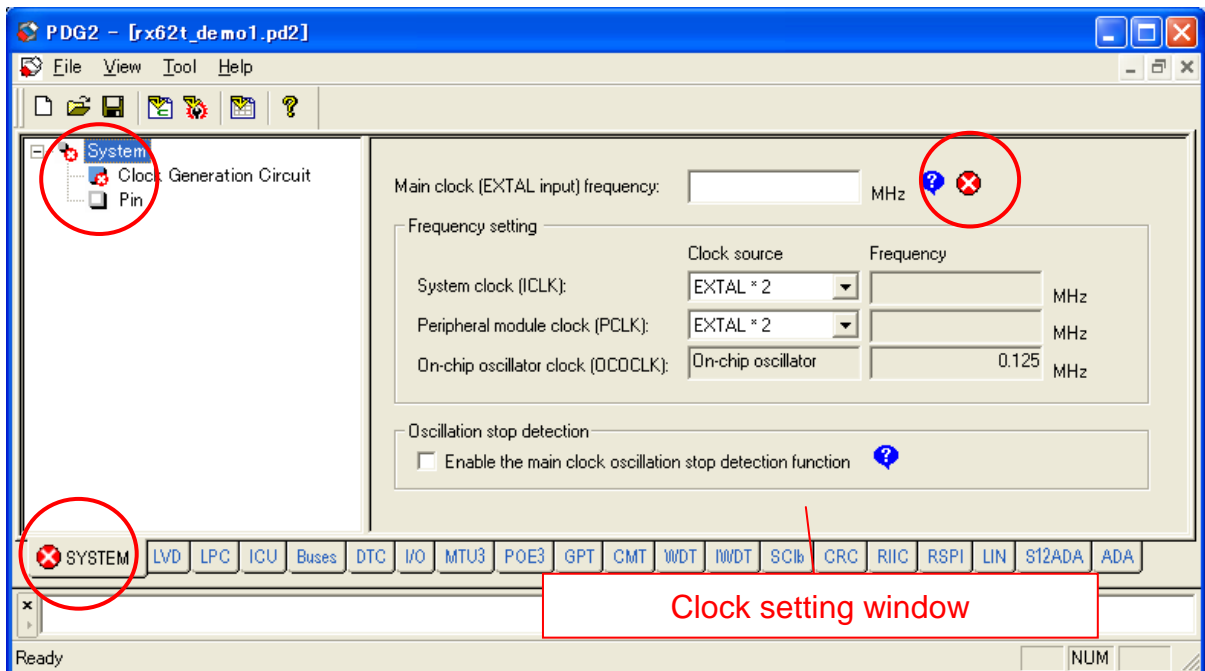 PDG2 - [rx62t_demo1.pd2]
File View Tool Help
System
Clock Generation Circuit
Pin
Main clock (EXTAL input) frequency: MHz
Frequency setting
Clock source Frequency
System clock (ICLK): EXTAL * 2 MHz
Peripheral module clock (PCLK): EXTAL * 2 MHz
On-chip oscillator clock (OCOCLK): On-chip oscillator 0.125 MHz
Oscillation stop detection
Enable the main clock oscillation stop detection function
SYSTEM LVD LPC ICU Buses DTC I/O MTU3 POE3 GPT CMT WDT IWDT SCIb CRC RIIC RSPI LIN S12ADA ADA
Clock setting window
Ready NUM